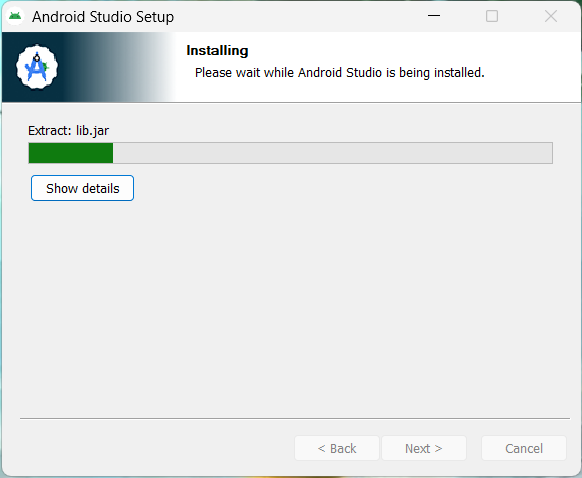 Android Studio Setup
Installing
Please wait while Android Studio is being installed.
Extract: lib.jar
Show details
< Back
Next >
Cancel